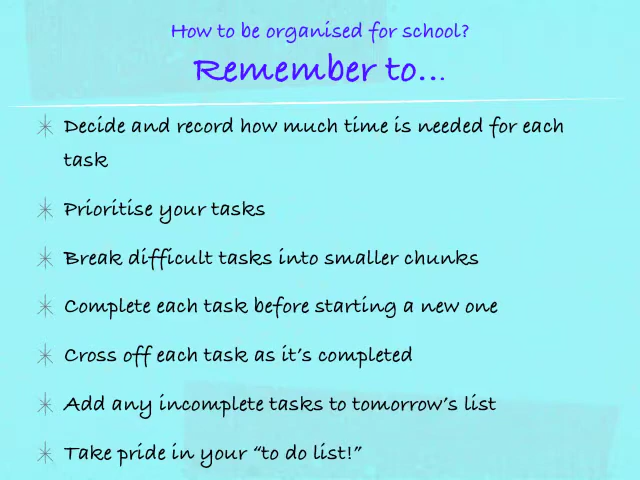 How to be organised for school?
Remember to...
Decide and record how much time is needed for each
task
Prioritise your tasks
Break difficult tasks into smaller chunks
Complete each task before starting a new one
Cross off each task as it’s completed
Add any incomplete tasks to tomorrow’s list
Take pride in your “to do list!”